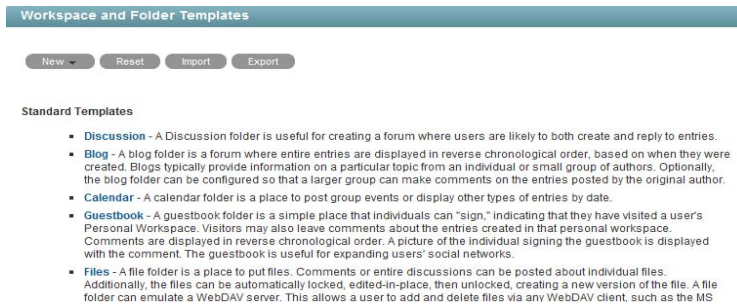 Workspace and Folder Templates
New Reset Import Export
Standard Templates
Discussion - A Discussion folder is useful for creating a forum where users are likely to both create and reply to entries.
Blog - A blog folder is a forum where entire entries are displayed in reverse chronological order, based on when they were
created. Blogs typically provide information on a particular topic from an individual or small group of authors. Optionally,
the blog folder can be configured so that a larger group can make comments on the entries posted by the original author.
Calendar - A calendar folder is a place to post group events or display other types of entries by date.
Guestbook - A guestbook folder is a simple place that individuals can "sign," indicating that they have visited a user's
Personal Workspace. Visitors may also leave comments about the entries created in that personal workspace.
Comments are displayed in reverse chronological order. A picture of the individual signing the guestbook is displayed
with the comment. The guestbook is useful for expanding users' social networks.
Files - A file folder is a place to put files. Comments or entire discussions can be posted about individual files.
Additionally, the files can be automatically locked, edited-in-place, then unlocked, creating a new version of the file. A file
folder can emulate a WebDAV server. This allows a user to add and delete files via any WebDAV client, such as the MS